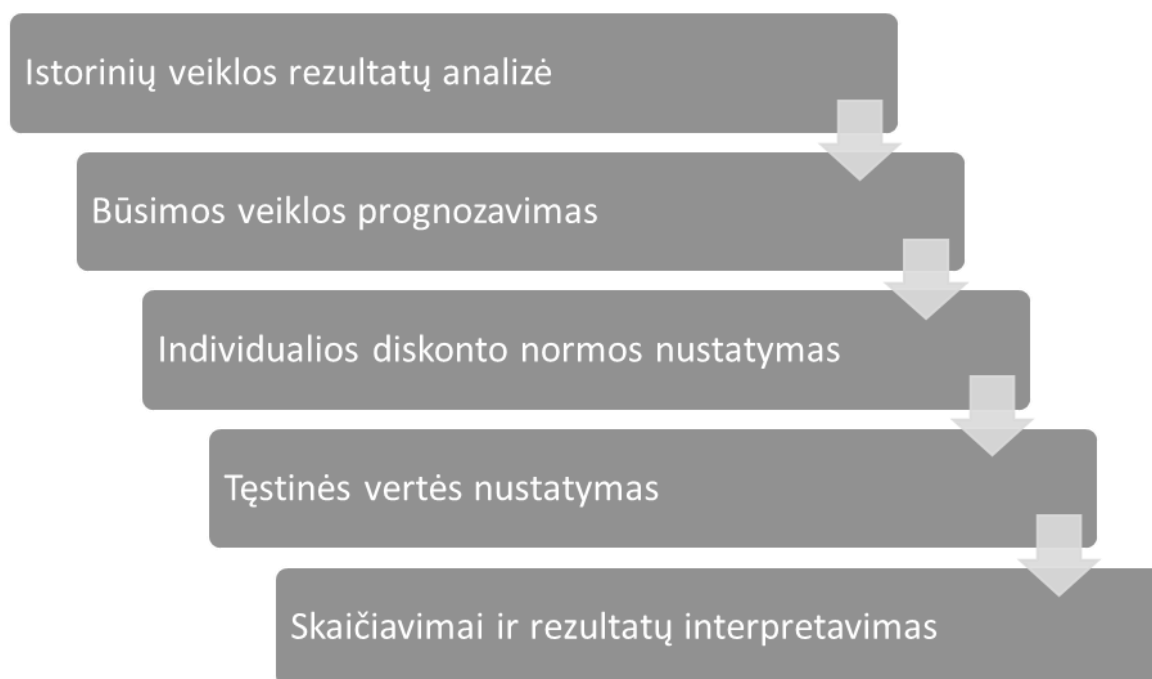 Istorinių veiklos rezultatų analizė
Būsimos veiklos prognozavimas
Individualios diskonto normos nustatymas
Tęstinės vertės nustatymas
Skaičiavimai ir rezultatų interpretavimas